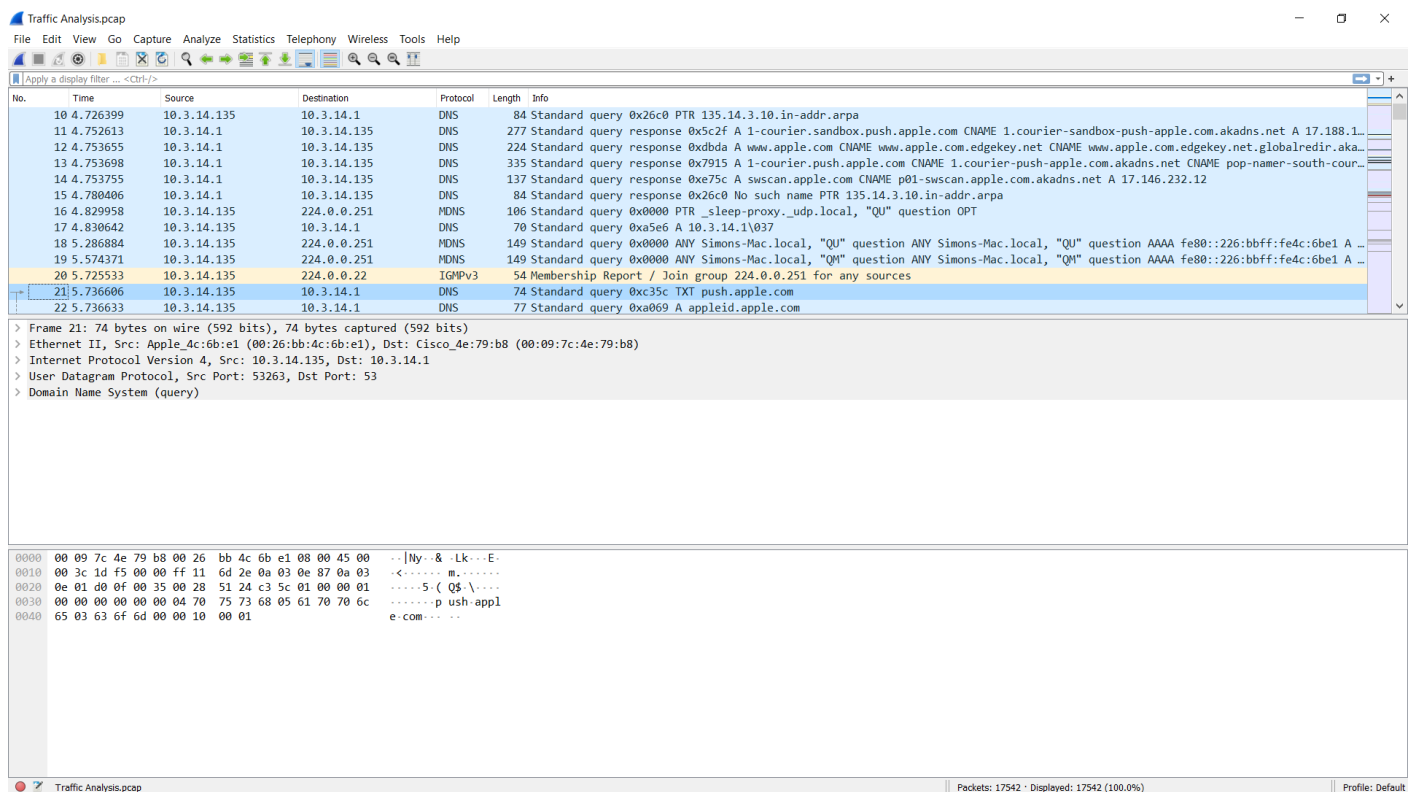 Traffic Analysis.pcap
File Edit View Go Capture Analyze Statistics Telephony Wireless Tools Help
Apply a display filter ... <Ctrl-/>
No. Time Source Destination Protocol Length Info
10 4.726399 10.3.14.135 10.3.14.1 DNS 84 Standard query 0x26c0 PTR 135.14.3.10.in-addr.arpa
11 4.752613 10.3.14.1 10.3.14.135 DNS 277 Standard query response 0x5c2f A 1-courier.sandbox.push.apple.com CNAME 1.courier-sandbox-push-apple.com.akadns.net A 17.188.1…
12 4.753655 10.3.14.1 10.3.14.135 DNS 224 Standard query response 0xdbda A www.apple.com CNAME www.apple.com.edgekey.net CNAME www.apple.com.edgekey.net.globalredir.aka…
13 4.753698 10.3.14.1 10.3.14.135 DNS 335 Standard query response 0x7915 A 1-courier.push.apple.com CNAME 1.courier-push-apple.com.akadns.net CNAME pop-namer-south-cour…
14 4.753755 10.3.14.1 10.3.14.135 DNS 137 Standard query response 0xe75c A swscan.apple.com CNAME p01-swscan.apple.com.akadns.net A 17.146.232.12
15 4.780406 10.3.14.1 10.3.14.135 DNS 84 Standard query response 0x26c0 No such name PTR 135.14.3.10.in-addr.arpa
16 4.829958 10.3.14.135 224.0.0.251 MDNS 106 Standard query 0x0000 PTR _sleep-proxy._udp.local, "QU" question OPT
17 4.830642 10.3.14.135 10.3.14.1 DNS 70 Standard query 0xa5e6 A 10.3.14.1\037
18 5.286884 10.3.14.135 224.0.0.251 MDNS 149 Standard query 0x0000 ANY Simons-Mac.local, "QU" question ANY Simons-Mac.local, "QU" question AAAA fe80::226:bbff:fe4c:6be1 A …
19 5.574371 10.3.14.135 224.0.0.251 MDNS 149 Standard query 0x0000 ANY Simons-Mac.local, "QM" question ANY Simons-Mac.local, "QM" question AAAA fe80::226:bbff:fe4c:6be1 A …
20 5.725533 10.3.14.135 224.0.0.22 IGMPv3 54 Membership Report / Join group 224.0.0.251 for any sources
21 5.736606 10.3.14.135 10.3.14.1 DNS 74 Standard query 0xc35c TXT push.apple.com
22 5.736633 10.3.14.135 10.3.14.1 DNS 77 Standard query 0xa069 A appleid.com
Frame 21: 74 bytes on wire (592 bits), 74 bytes captured (592 bits)
Ethernet II, Src: Apple_4c:6b:e1 (00:26:bb:4c:6b:e1), Dst: Cisco_4e:79:b8 (00:09:7c:4e:79:b8)
Internet Protocol Version 4, Src: 10.3.14.135, Dst: 10.3.14.1
User Datagram Protocol, Src Port: 53263, Dst Port: 53
Domain Name System (query)
0000 00 09 7c 4e 79 b8 00 26 bb 4c 6b e1 08 00 45 00 ··|Ny··& ·Lk···E·
0010 00 3c 1d f5 00 00 ff 11 6d 2e 0a 03 0e 87 0a 03 ·<······ m.······
0020 0e 01 d0 0f 00 35 00 28 51 24 c3 5c 01 00 00 01 ·····5·( Q$·\····
0030 00 00 00 00 00 00 04 70 75 73 68 05 61 70 70 6c ·······p ush·appl
0040 65 03 63 6f 6d 00 00 10 00 01 e·com··· ··
Traffic Analysis.pcap Packets: 17542 · Displayed: 17542 (100.0%) Profile: Default